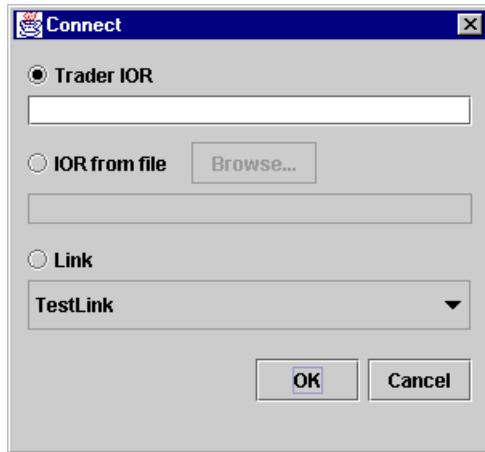 Connect
Trader IOR
IOR from file Browse...
Link
TestLink
OK Cancel